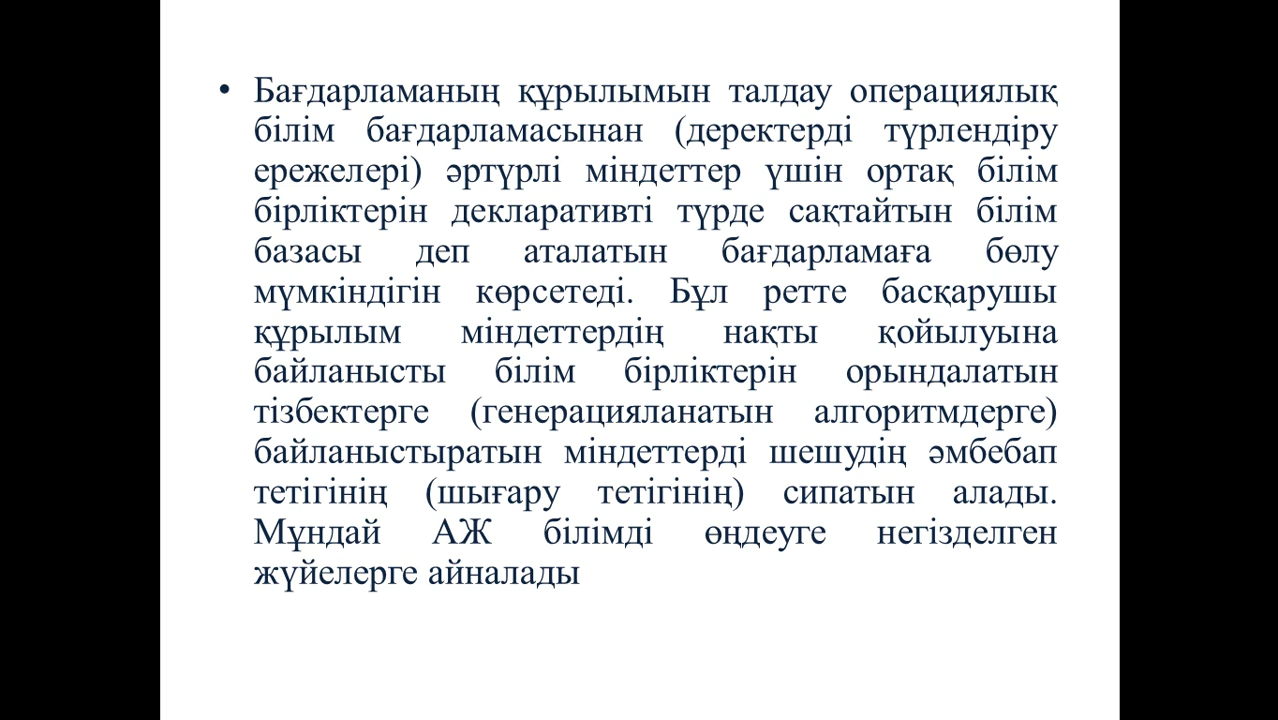 • Бағдарламаның құрылымын талдау операциялық
білім бағдарламасынан (деректерді түрлендіру
ережелері) әртүрлі міндеттер үшін ортақ білім
бірліктерін декларативті түрде сақтайтын білім
базасы деп аталатын бағдарламаға бөлу
мүмкіндігін көрсетеді. Бұл ретте басқарушы
құрылым міндеттердің нақты қойылуына
байланысты білім бірліктерін орындалатын
тізбектерге (генерацияланатын алгоритмдерге)
байланыстыратын міндеттерді шешудің әмбебап
тетігінің (шығару тетігінің) сипатын алады.
Мұндай АЖ білімді өңдеуге негізделген
жүйелерге айналады